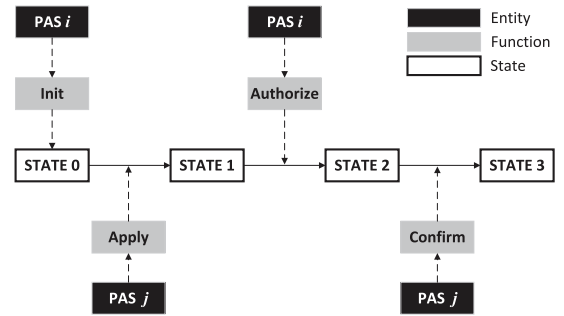 PAS i
PAS i
Entity
Function
State
Init
Authorize
STATE 0
STATE 1
STATE 2
STATE 3
Apply
Confirm
PAS j
PAS j